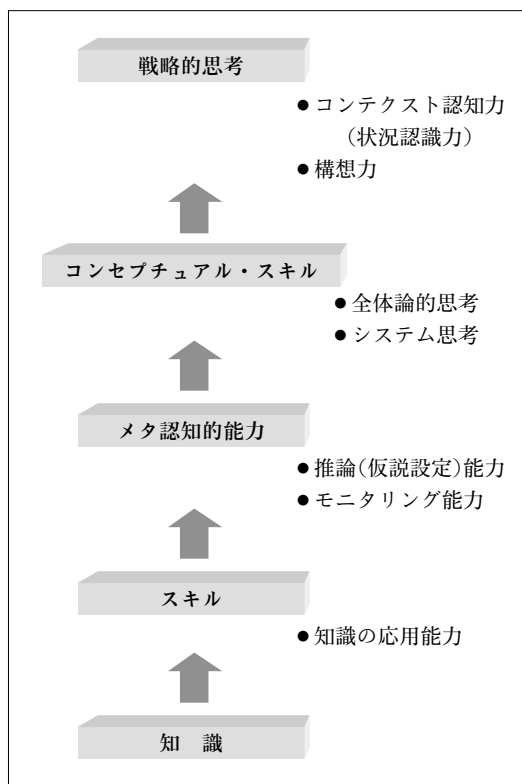 戦略的思考
●コンテクスト認知力
（状況認識力）
●構想力
コンセプチュアル・スキル
●全体論的思考
●システム思考
メタ認知的能力
●推論(仮説設定)能力
●モニタリング能力
スキル
●知識の応用能力
知　識